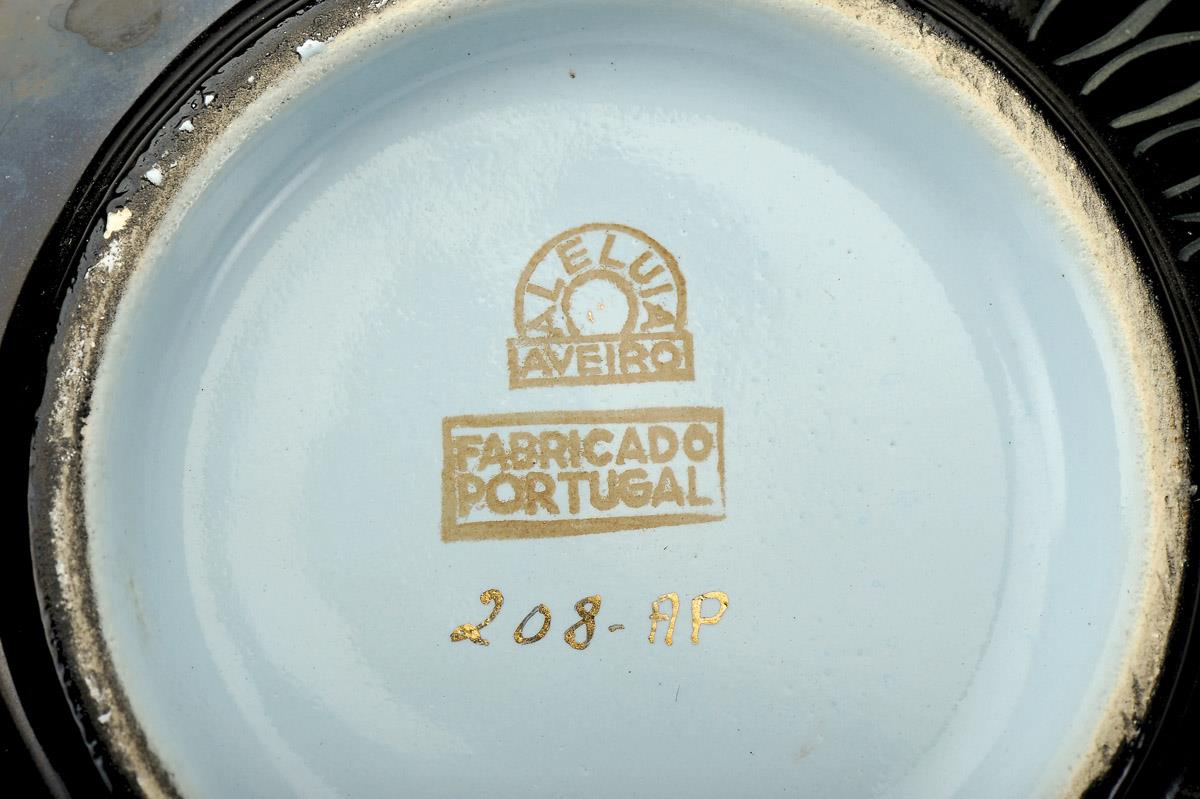 ALELUIA
AVEIRO
FABRICADO
PORTUGAL
208-AP